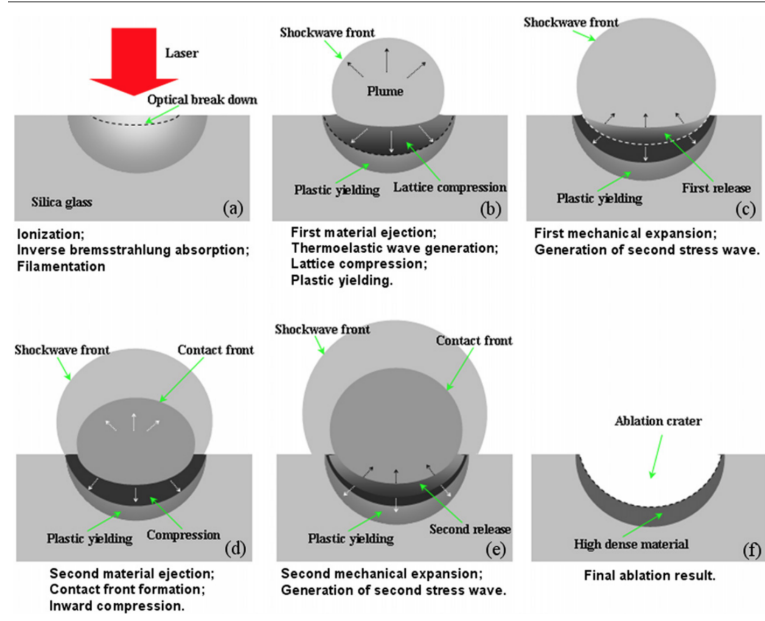 Laser
Optical break down
Silica glass
(a)
Ionization;
Inverse bremsstrahlung absorption;
Filamentation
Shockwave front
Plume
Plastic yielding
Lattice compression
(b)
First material ejection;
Thermoelastic wave generation;
Lattice compression;
Plastic yielding.
Shockwave front
Plastic yielding
First release
(c)
First mechanical expansion;
Generation of second stress wave.
Shockwave front
Contact front
Plastic yielding
Compression
(d)
Second material ejection;
Contact front formation;
Inward compression.
Shockwave front
Contact front
Plastic yielding
Second release
(e)
Second mechanical expansion;
Generation of second stress wave.
Ablation crater
High dense material
(f)
Final ablation result.